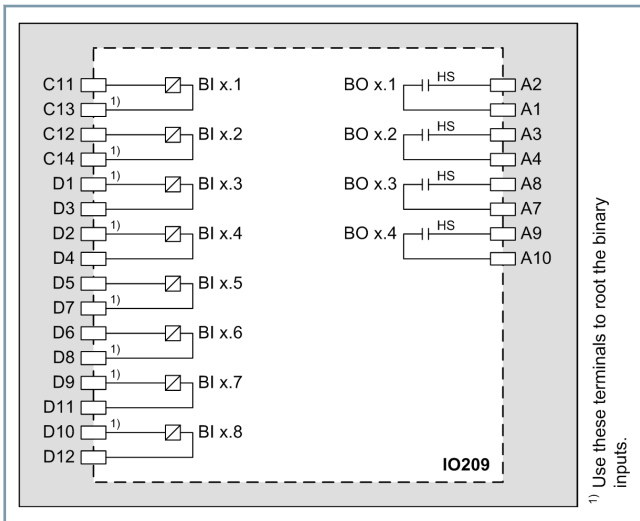 C11 BI x.1 BO x.1 HS A2
C13 1) A1
C12 1) BI x.2 BO x.2 HS A3
C14 1) A4
D1 1) BI x.3 BO x.3 HS A8
D3 A7
D2 1) BI x.4 BO x.4 HS A9
D4 A10
D5 BI x.5
D7 1)
D6 BI x.6
D8 1)
D9 1) BI x.7
D11
D10 1) BI x.8
D12
IO209
1) Use these terminals to root the binary
inputs.